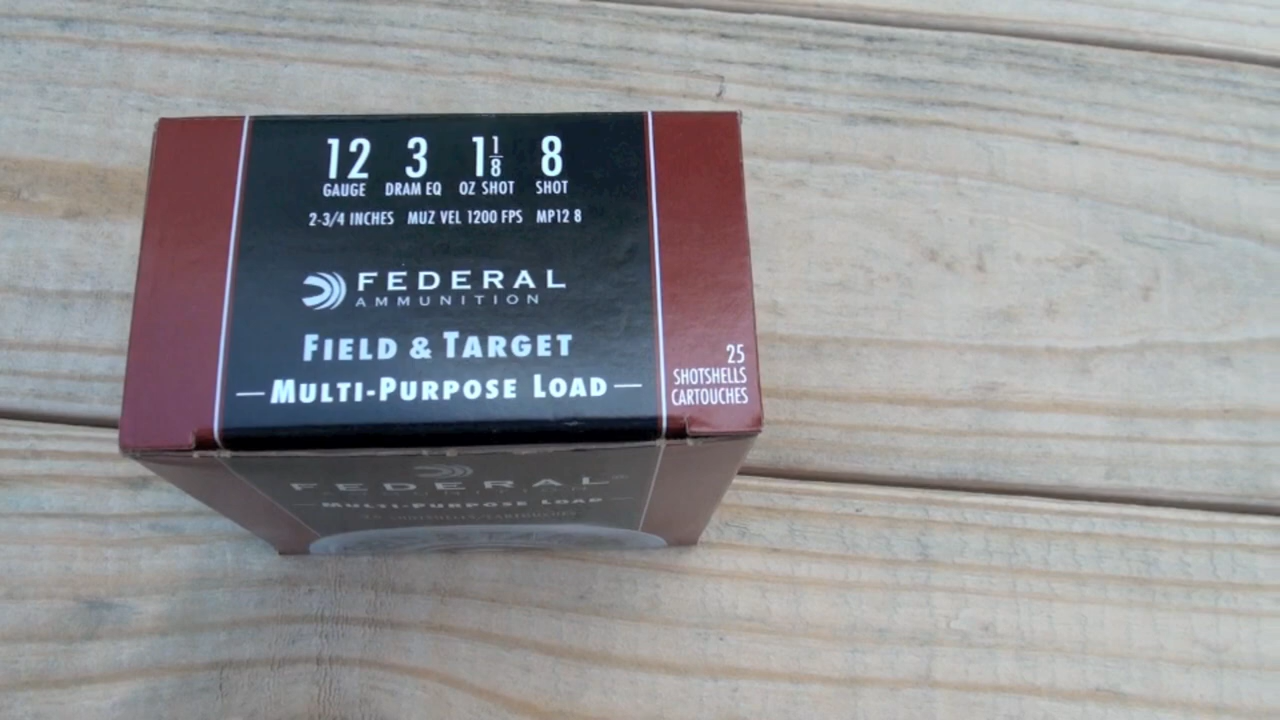 12 3 1 1/8 8
GAUGE DRAM EQ OZ SHOT SHOT
2-3/4 INCHES MUZ VEL 1200 FPS MP12 8
FEDERAL
AMMUNITION
FIELD & TARGET
—MULTI-PURPOSE LOAD—
25
SHOTSHELLS
CARTOUCHES
FEDERAL®
—MULTI-PURPOSE LOAD—